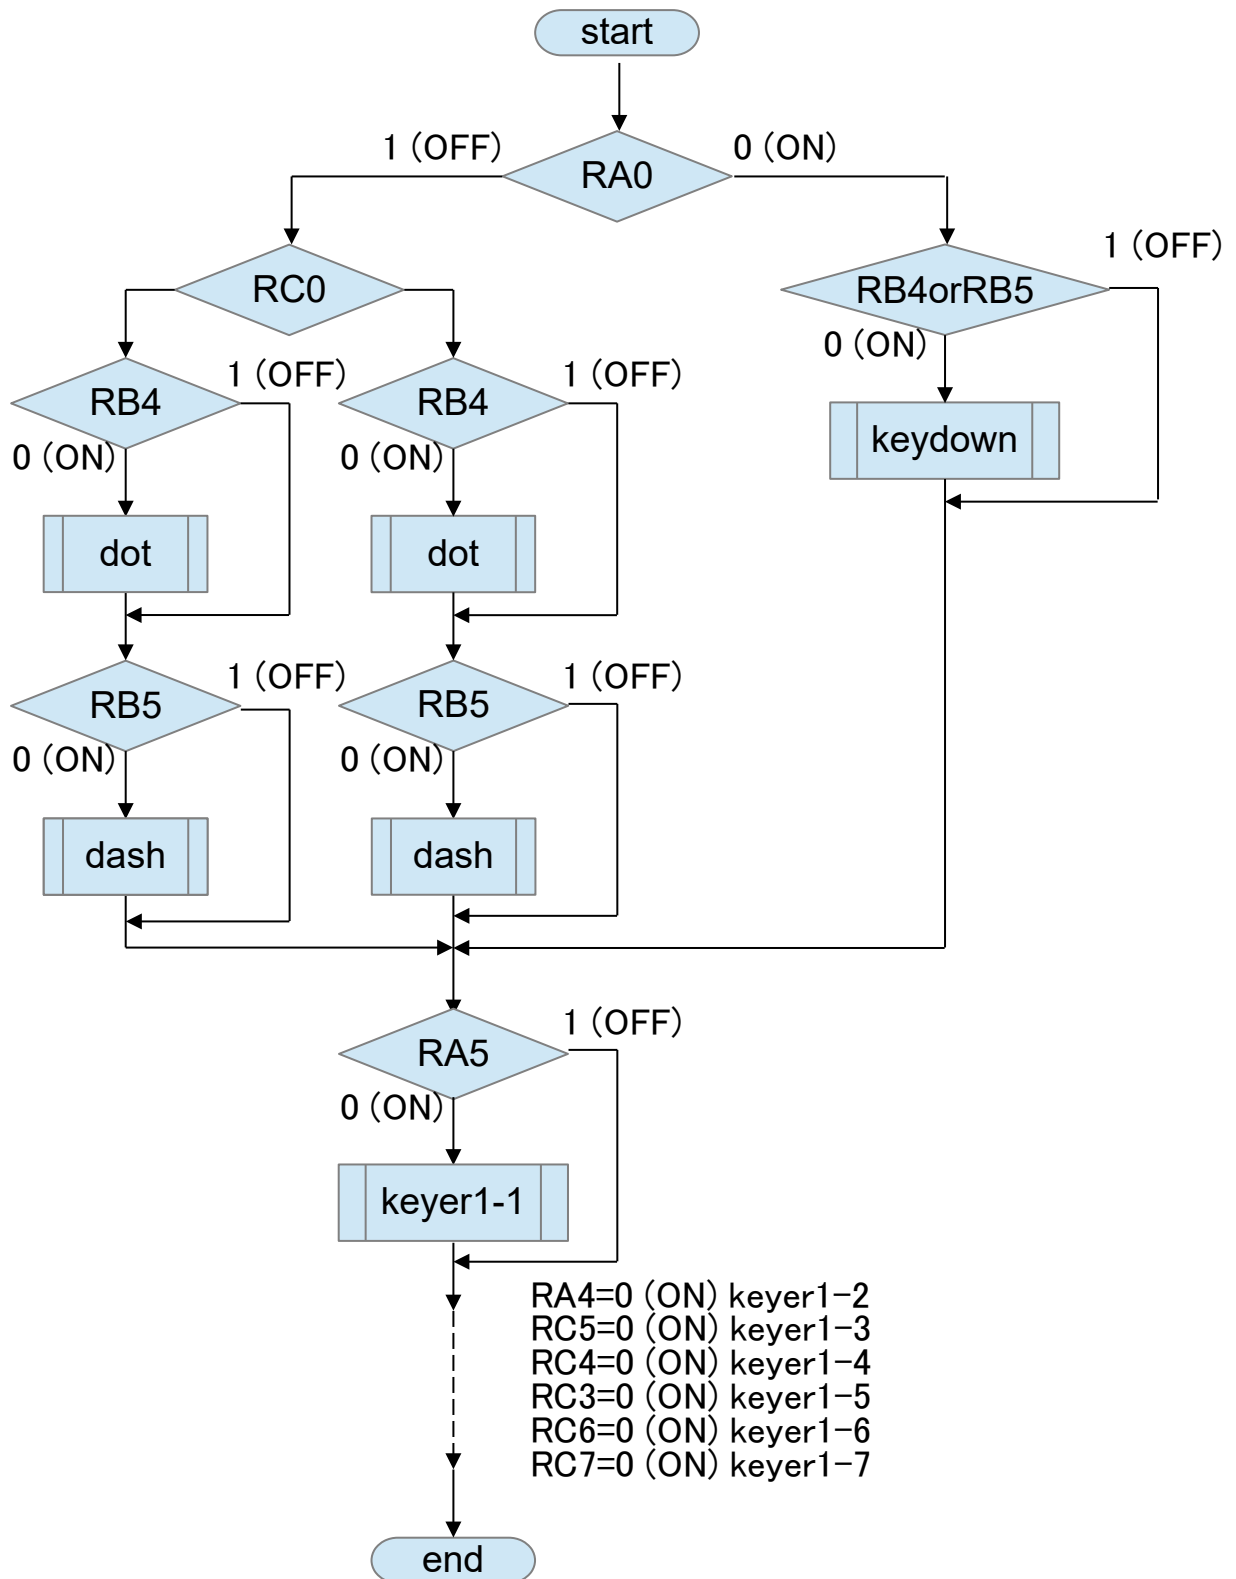 start
1 (OFF)
0 (ON)
RA0
1 (OFF)
RC0
RB4orRB5
0 (ON)
1 (OFF)
1 (OFF)
RB4
RB4
keydown
0 (ON)
0 (ON)
dot
dot
1 (OFF)
1 (OFF)
RB5
RB5
0 (ON)
0 (ON)
dash
dash
1 (OFF)
RA5
0 (ON)
keyer1-1
RA4=0 (ON) keyer1-2
RC5=0 (ON) keyer1-3
RC4=0 (ON) keyer1-4
RC3=0 (ON) keyer1-5
RC6=0 (ON) keyer1-6
RC7=0 (ON) keyer1-7
end